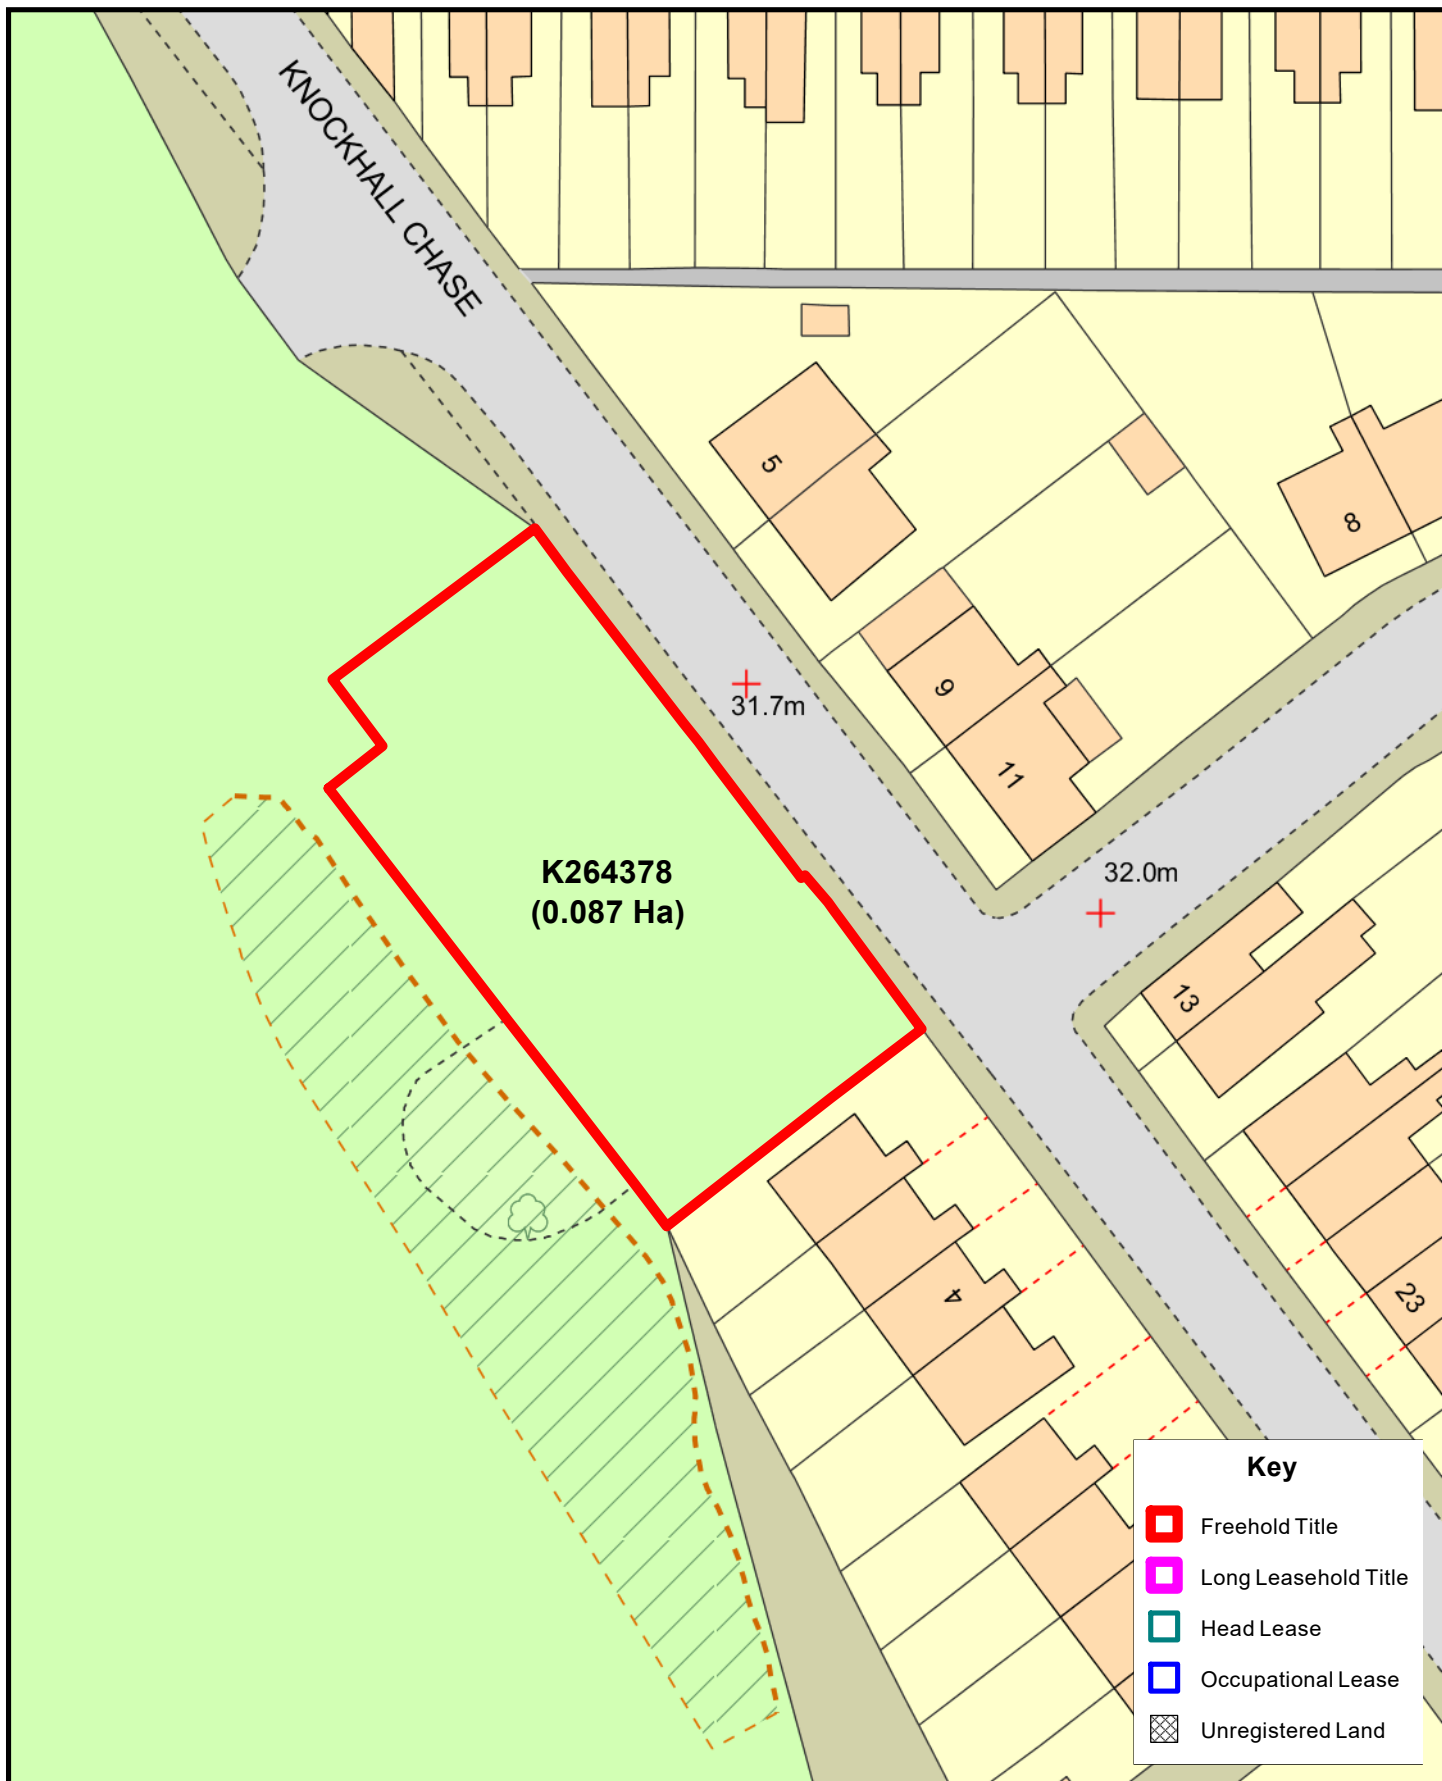 KNOCKHALL CHASE
5
8
9
31.7m
11
K264378
(0.087 Ha)
32.0m
13
4
23
Key
Freehold Title
Long Leasehold Title
Head Lease
Occupational Lease
Unregistered Land